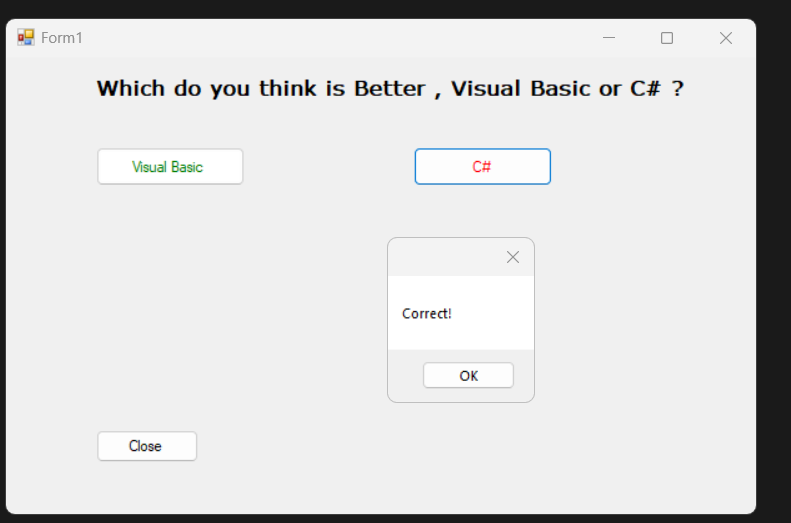 Form1
Which do you think is Better , Visual Basic or C# ?
Visual Basic
C#
Correct!
OK
Close